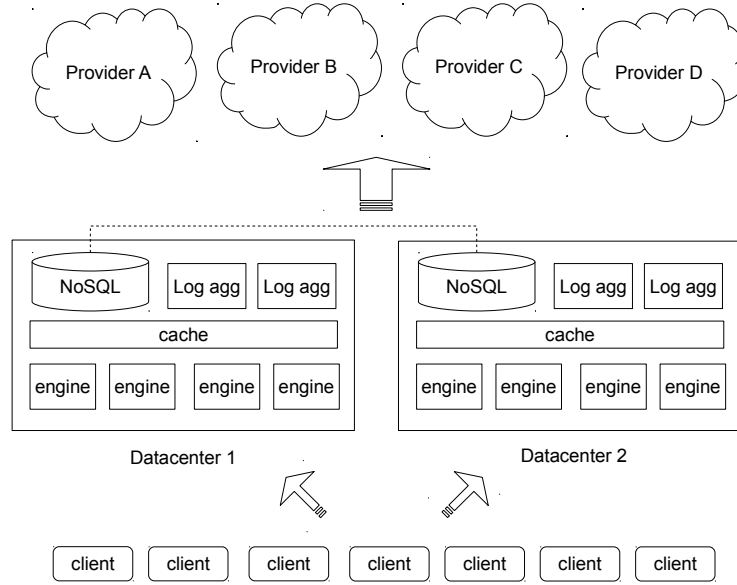 Provider A Provider B Provider C Provider D
NoSQL Log agg Log agg NoSQL Log agg Log agg
cache cache
engine engine engine engine engine engine engine engine
Datacenter 1 Datacenter 2
client client client client client client client